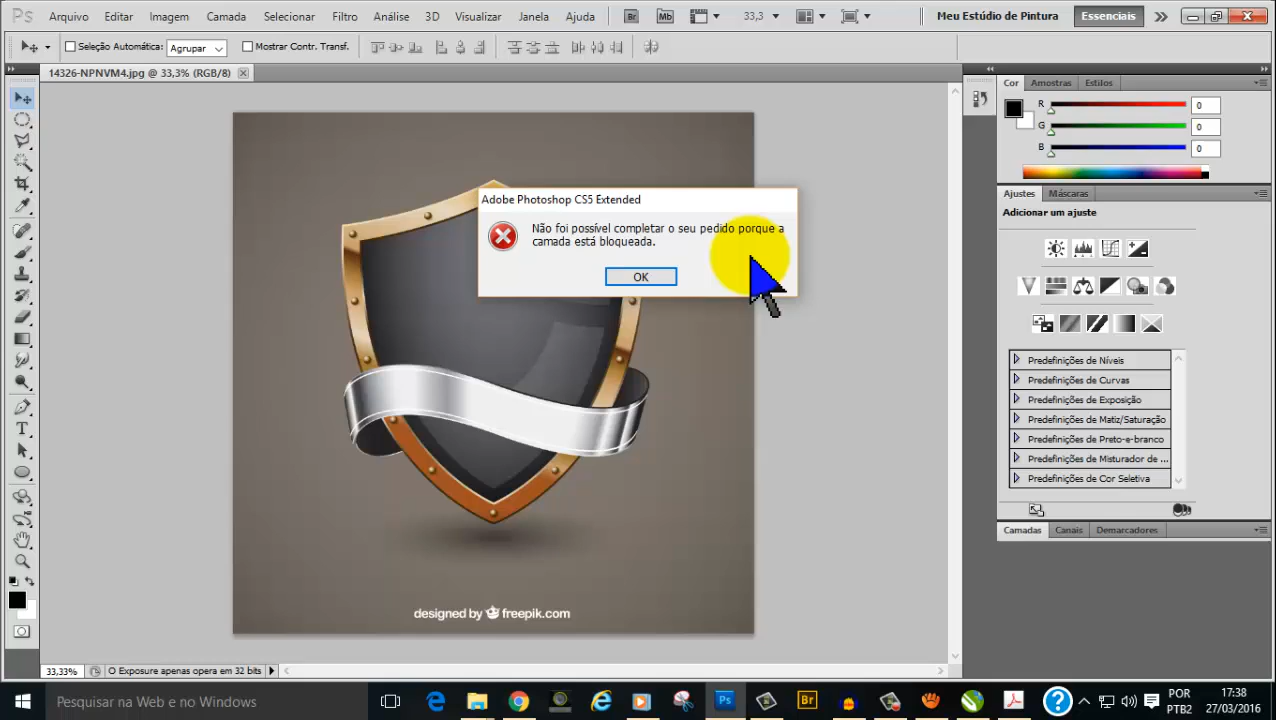 Ps Arquivo Editar Imagem Camada Selecionar Filtro Análise 3D Visualizar Janela Ajuda Br Mb 33,3 Meu Estúdio de Pintura Essenciais
Seleção Automática: Agrupar Mostrar Contr. Transf.
14326-NPNVM4.jpg @ 33,3% (RGB/8)
Adobe Photoshop CS5 Extended
Não foi possível completar o seu pedido porque a
camada está bloqueada.
OK
designed by freepik.com
Cor Amostras Estilos
R 0
G 0
B 0
Ajustes Máscaras
Adicionar um ajuste
Predefinições de Níveis
Predefinições de Curvas
Predefinições de Exposição
Predefinições de Matiz/Saturação
Predefinições de Preto-e-branco
Predefinições de Misturador de ...
Predefinições de Cor Seletiva
Camadas Canais Demarcadores
33,33% O Exposure apenas opera em 32 bits
Pesquisar na Web e no Windows Ps Br POR 17:38
PTB2 27/03/2016